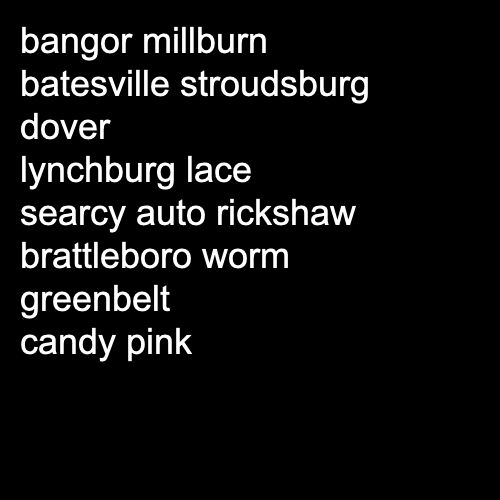 bangor millburn
batesville stroudsburg
dover
lynchburg lace
searcy auto rickshaw
brattleboro worm
greenbelt
candy pink